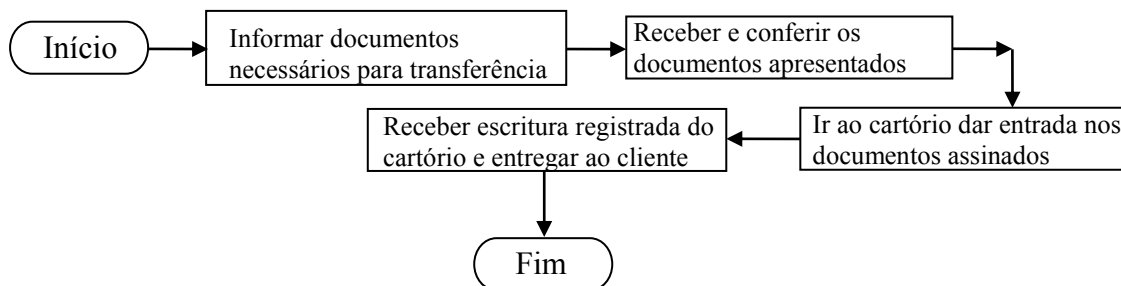 Início
Informar documentos
necessários para transferência
Receber e conferir os
documentos apresentados
Ir ao cartório dar entrada nos
documentos assinados
Receber escritura registrada do
cartório e entregar ao cliente
Fim